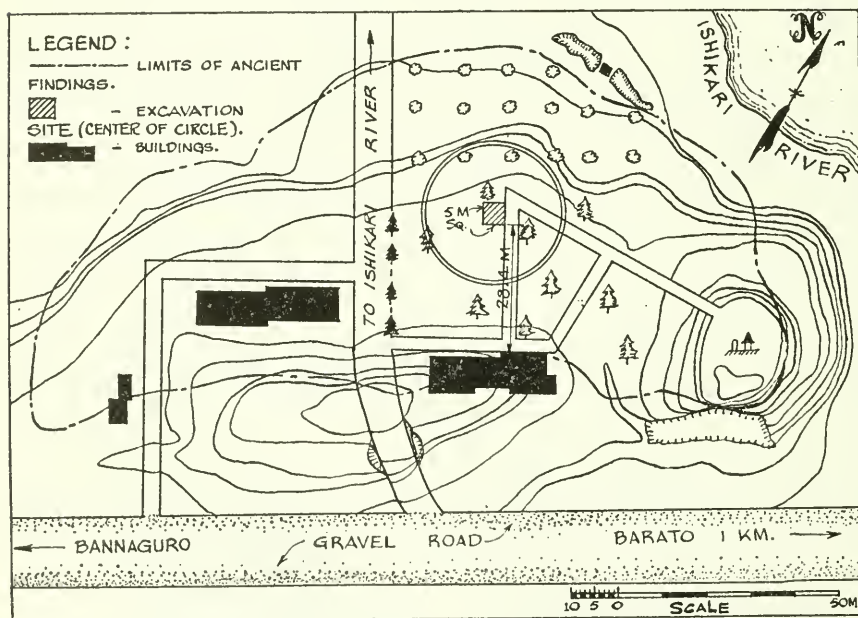 LEGEND :
- LIMITS OF ANCIENT
FINDINGS.
- EXCAVATION
SITE (CENTER OF CIRCLE).
- BUILDINGS.
TO ISHIKARI RIVER
ISHIKARI
RIVER
N
5 M
SQ.
28.4 M
BANNAGURO
GRAVEL ROAD
BARATO 1 KM.
10 5 0
SCALE
50M